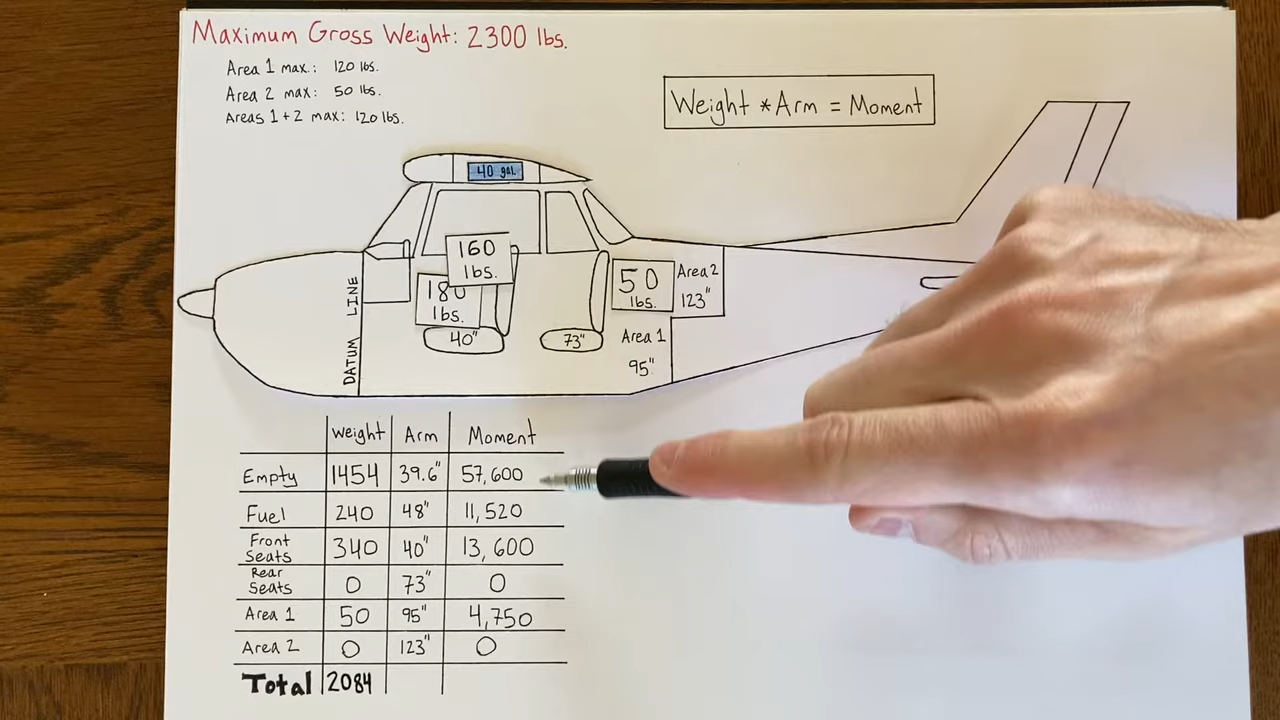 Maximum Gross Weight: 2300 lbs.
Area 1 max.: 120 lbs.
Area 2 max: 50 lbs.
Areas 1 + 2 max: 120 lbs.
Weight * Arm = Moment
40 gal.
160
lbs.
180
lbs.
50
lbs.
Area 2
123"
DATUM LINE
40"
73"
Area 1
95"
Weight Arm Moment
Empty 1454 39.6" 57,600
Fuel 240 48" 11,520
Front
Seats 340 40" 13,600
Rear
Seats 0 73" 0
Area 1 50 95" 4,750
Area 2 0 123" 0
Total 2084